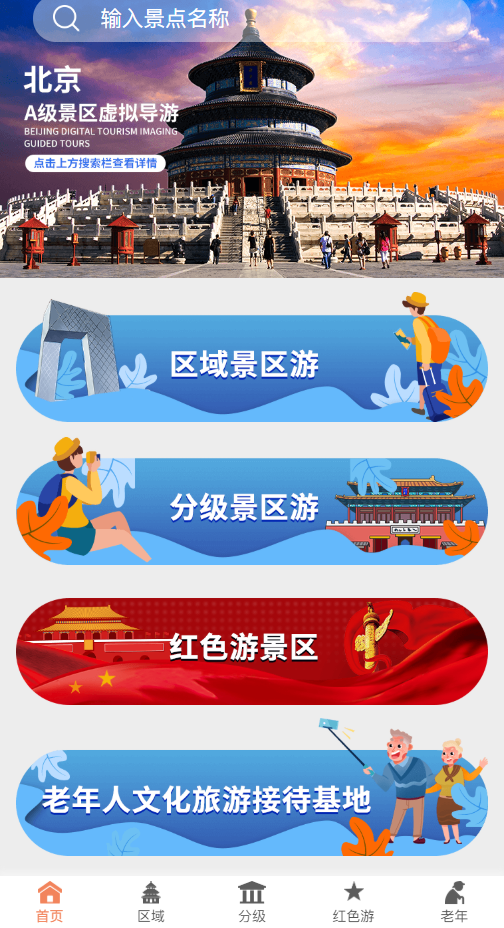 输入景点名称
北京
A级景区虚拟导游
BEIJING DIGITAL TOURISM IMAGING
GUIDED TOURS
点击上方搜索栏查看详情
区域景区游
分级景区游
红色游景区
老年人文化旅游接待基地
首页
区域
分级
红色游
老年